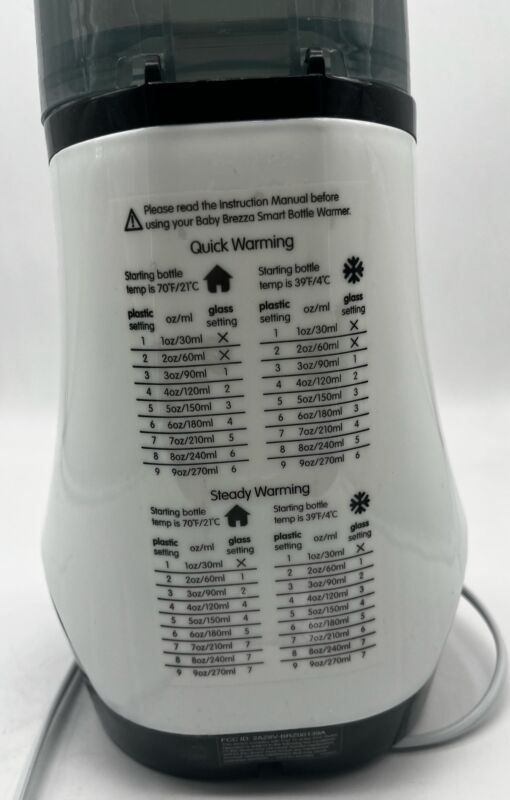 Please read the Instruction Manual before
using your Baby Brezza Smart Bottle Warmer.
Quick Warming
Starting bottle
temp is 70°F/21°C
plastic setting oz/ml glass setting
1 1oz/30ml X
2 2oz/60ml X
3 3oz/90ml 1
4 4oz/120ml 2
5 5oz/150ml 3
6 6oz/180ml 4
7 7oz/210ml 5
8 8oz/240ml 6
9 9oz/270ml 6
Starting bottle
temp is 39°F/4°C
plastic setting oz/ml glass setting
1 1oz/30ml X
2 2oz/60ml X
3 3oz/90ml 1
4 4oz/120ml 2
5 5oz/150ml 3
6 6oz/180ml 3
7 7oz/210ml 4
8 8oz/240ml 5
9 9oz/270ml 6
Steady Warming
Starting bottle
temp is 70°F/21°C
plastic setting oz/ml glass setting
1 1oz/30ml X
2 2oz/60ml 1
3 3oz/90ml 2
4 4oz/120ml 4
5 5oz/150ml 4
6 6oz/180ml 5
7 7oz/210ml 7
8 8oz/240ml 7
9 9oz/270ml 7
Starting bottle
temp is 39°F/4°C
plastic setting oz/ml glass setting
1 1oz/30ml X
2 2oz/60ml 1
3 3oz/90ml 2
4 4oz/120ml 3
5 5oz/150ml 4
6 6oz/180ml 5
7 7oz/210ml 6
8 8oz/240ml 7
9 9oz/270ml 7
FCC ID: